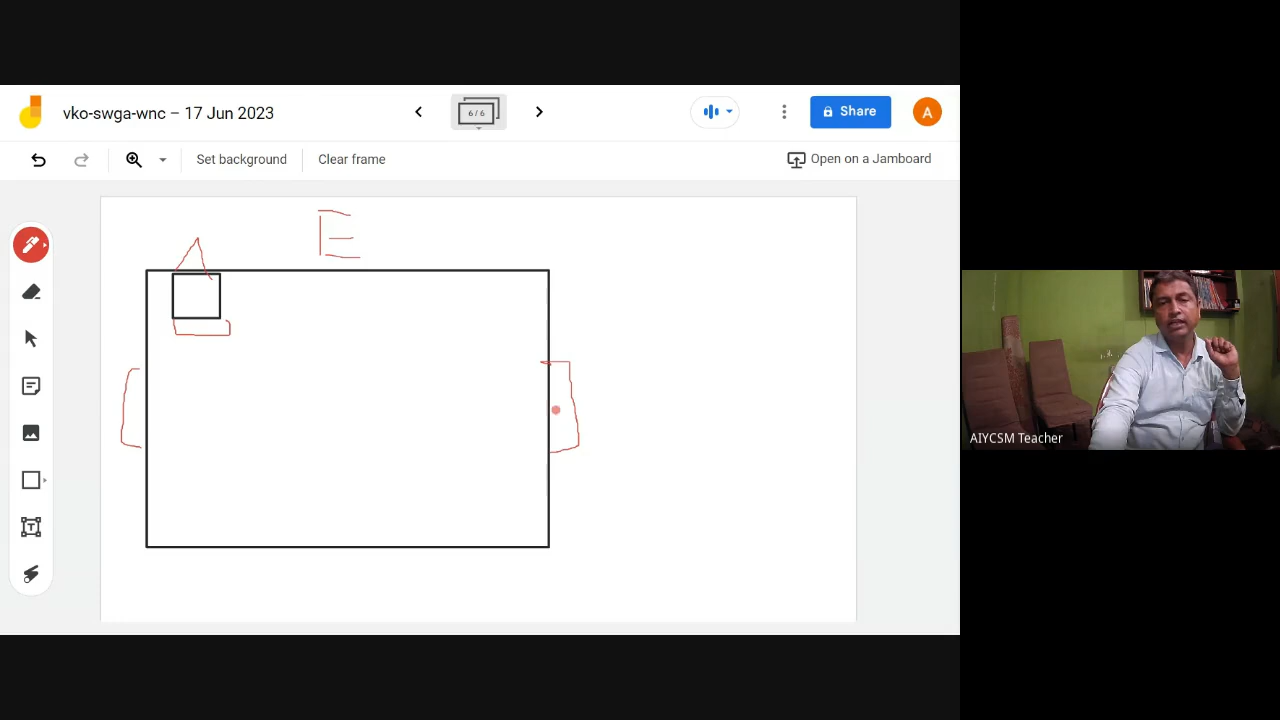 vko-swga-wnc – 17 Jun 2023
6 / 6
Share
A
Set background
Clear frame
Open on a Jamboard
E
T
AIYCSM Teacher